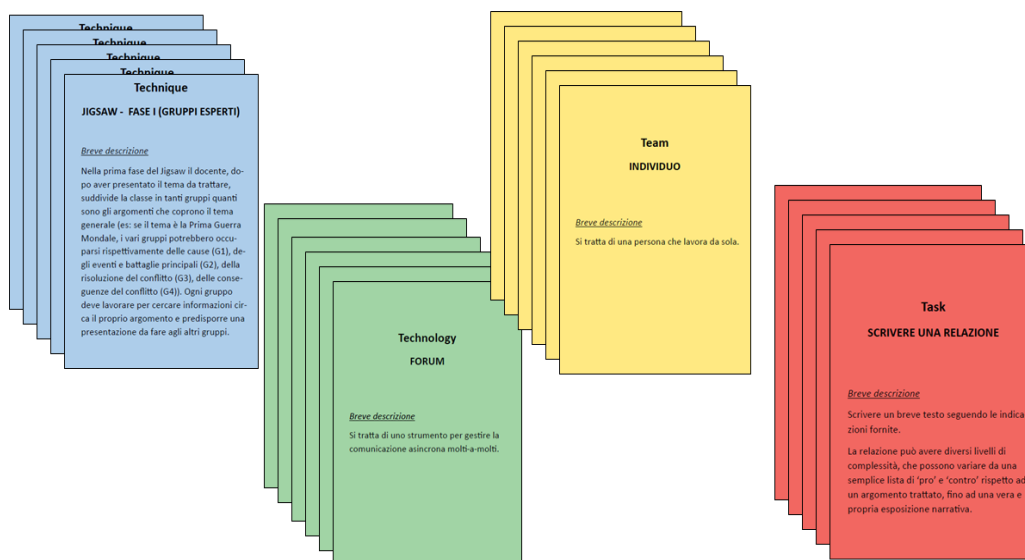 Technique
Technique
Technique
Technique
Technique
JIGSAW - FASE I (GRUPPI ESPERTI)
Breve descrizione
Nella prima fase del Jigsaw il docente, do-
po aver presentato il tema da trattare,
suddivide la classe in tanti gruppi quanti
sono gli argomenti che coprono il tema
generale (es: se il tema è la Prima Guerra
Mondale, i vari gruppi potrebbero occu-
parsi rispettivamente delle cause (G1), de-
gli eventi e battaglie principali (G2), della
risoluzione del conflitto (G3), delle conse-
guenze del conflitto (G4)). Ogni gruppo
deve lavorare per cercare informazioni cir-
ca il proprio argomento e predisporre una
presentazione da fare agli altri gruppi.
Technology
FORUM
Breve descrizione
Si tratta di uno strumento per gestire la
comunicazione asincrona molti-a-molti.
Team
INDIVIDUO
Breve descrizione
Si tratta di una persona che lavora da sola.
Task
SCRIVERE UNA RELAZIONE
Breve descrizione
Scrivere un breve testo seguendo le indica
zioni fornite.
La relazione può avere diversi livelli di
complessità, che possono variare da una
semplice lista di ‘pro’ e ‘contro’ rispetto ad
un argomento trattato, fino ad una vera e
propria esposizione narrativa.